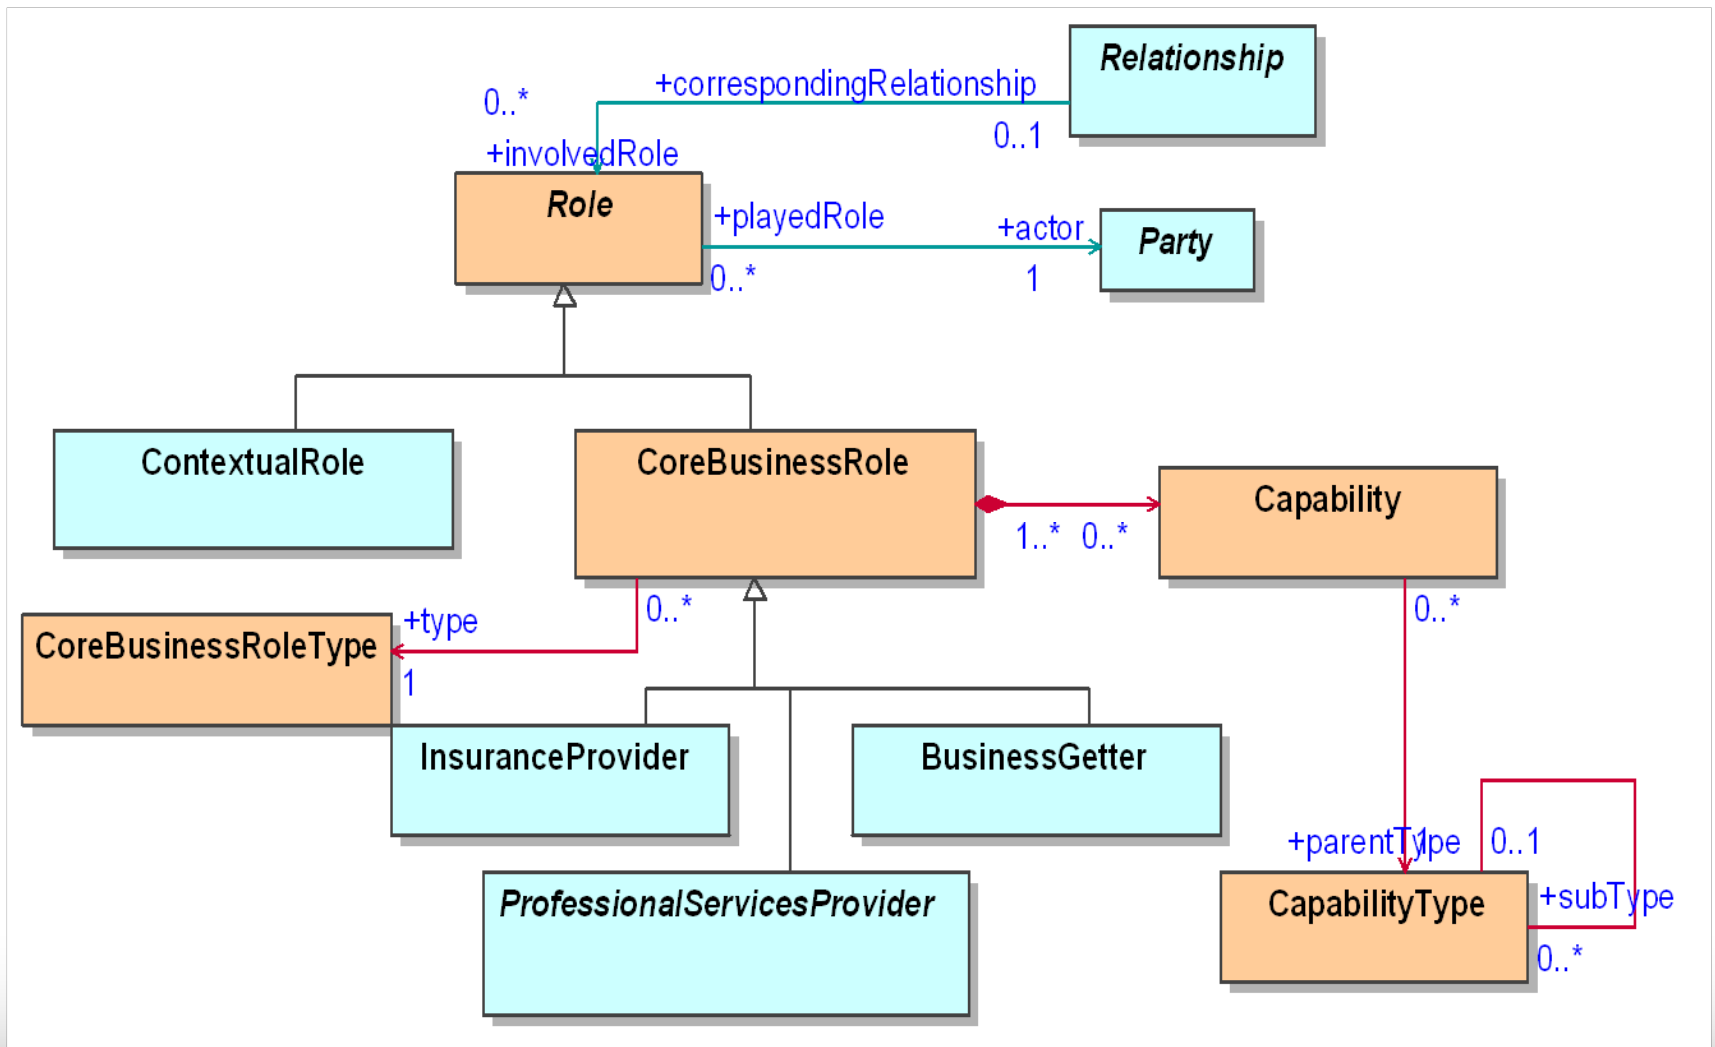 Relationship
+correspondingRelationship
0..*
0..1
+involvedRole
Role
+playedRole
+actor
Party
0..*
1
ContextualRole
CoreBusinessRole
Capability
1..* 0..*
0..*
0..*
+type
CoreBusinessRoleType
1
InsuranceProvider
BusinessGetter
+parentType
1
0..1
ProfessionalServicesProvider
CapabilityType
+subType
0..*